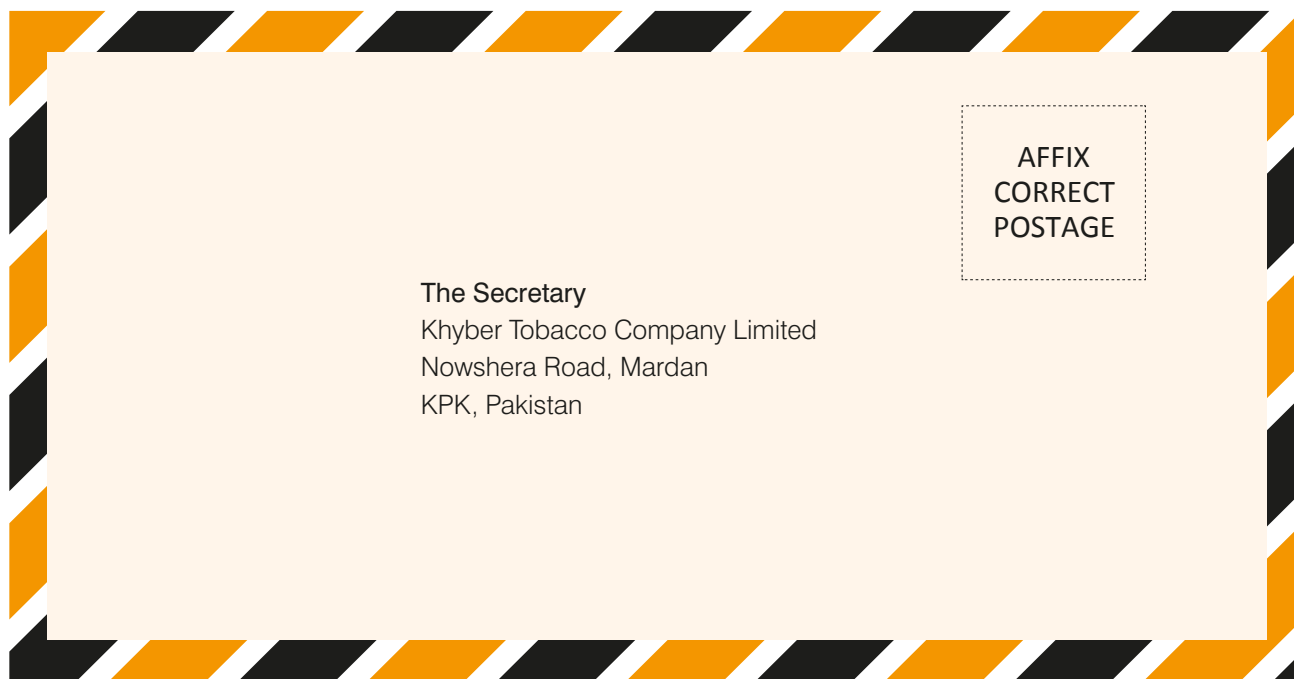 AFFIX
CORRECT
POSTAGE
The Secretary
Khyber Tobacco Company Limited
Nowshera Road, Mardan
KPK, Pakistan